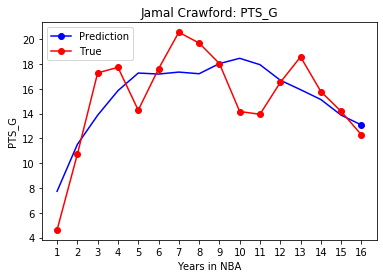 Jamal Crawford: PTS_G
Prediction
True
PTS_G
20
18
16
14
12
10
8
6
4
1 2 3 4 5 6 7 8 9 10 11 12 13 14 15 16
Years in NBA